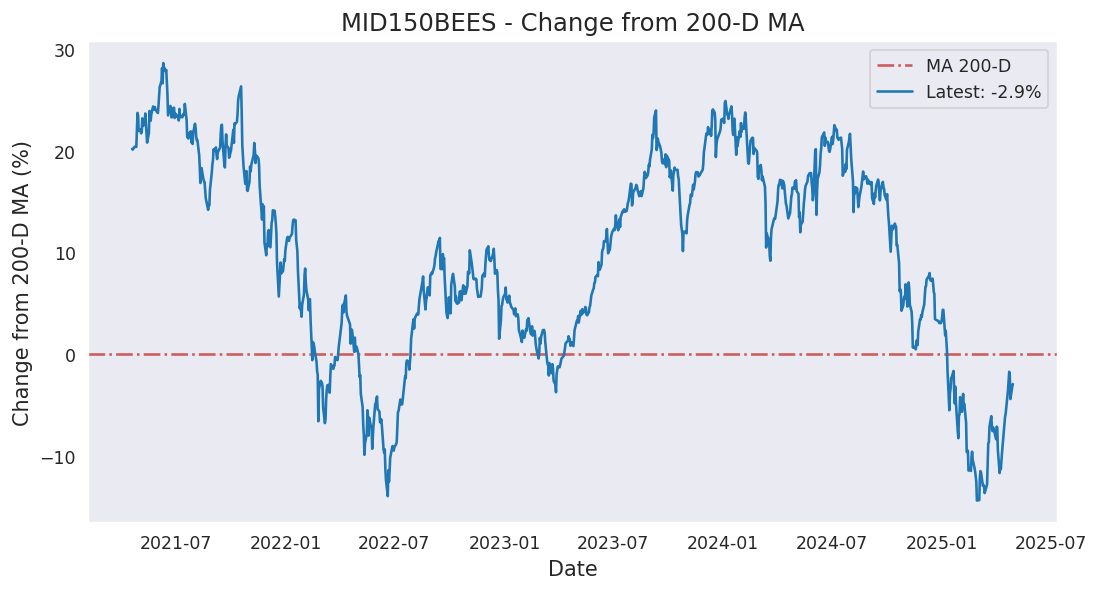 MID150BEES - Change from 200-D MA
MA 200-D
Latest: -2.9%
Change from 200-D MA (%)
30
20
10
0
−10
2021-07
2022-01
2022-07
2023-01
2023-07
2024-01
2024-07
2025-01
2025-07
Date